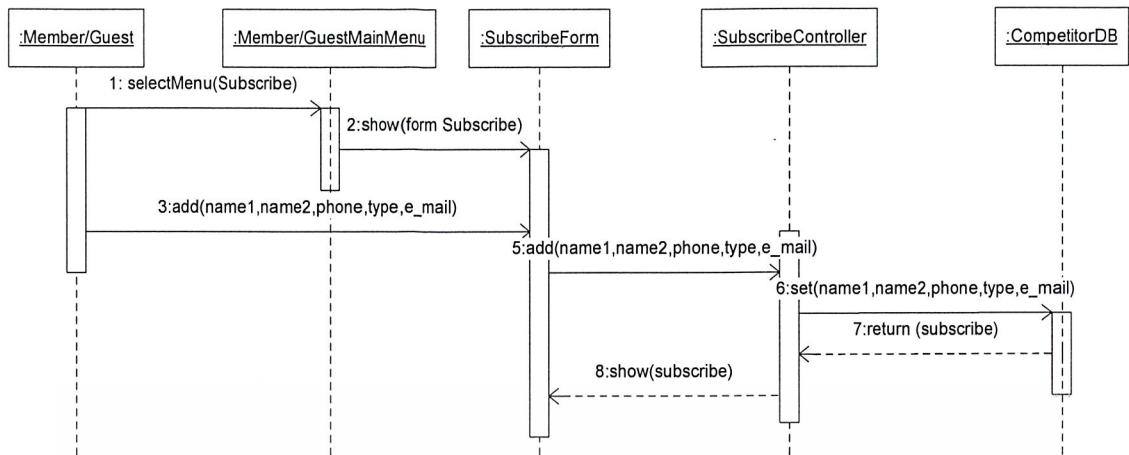 :Member/Guest
:Member/GuestMainMenu
:SubscribeForm
:SubscribeController
:CompetitorDB
1: selectMenu(Subscribe)
2:show(form Subscribe)
3:add(name1,name2,phone,type,e_mail)
5:add(name1,name2,phone,type,e_mail)
6:set(name1,name2,phone,type,e_mail)
7:return (subscribe)
8:show(subscribe)